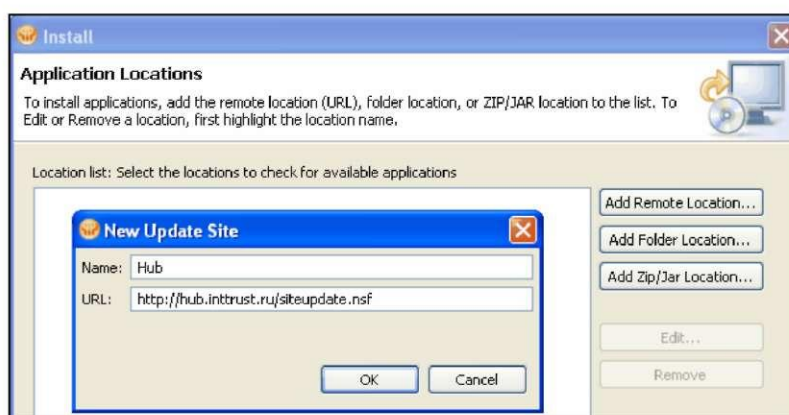 Install
Application Locations
To install applications, add the remote location (URL), folder location, or ZIP/JAR location to the list. To
Edit or Remove a location, first highlight the location name.
Location list: Select the locations to check for available applications
Add Remote Location...
Add Folder Location...
Add Zip/Jar Location...
Edit...
Remove
New Update Site
Name: Hub
URL: http://hub.inttrust.ru/siteupdate.nsf
OK Cancel